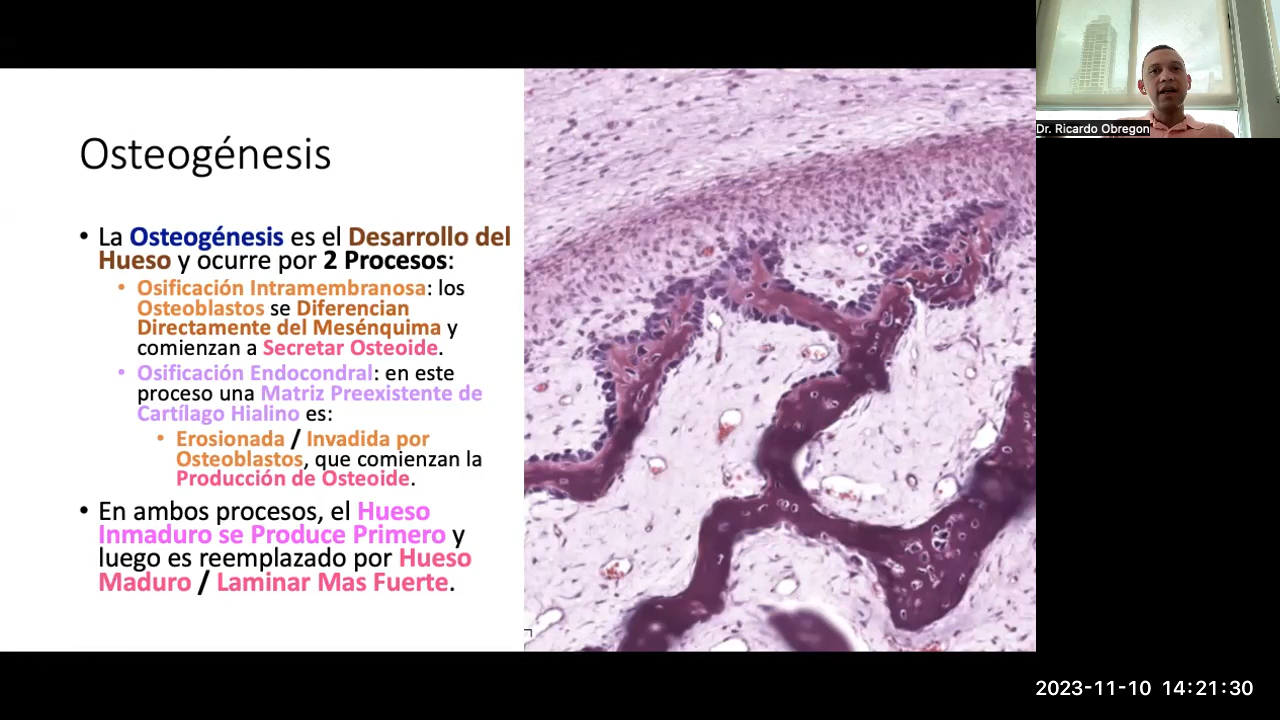 Osteogénesis
• La Osteogénesis es el Desarrollo del
Hueso y ocurre por 2 Procesos:
• Osificación Intramembranosa: los
Osteoblastos se Diferencian
Directamente del Mesénquima y
comienzan a Secretar Osteoide.
• Osificación Endocondral: en este
proceso una Matriz Preexistente de
Cartílago Hialino es:
• Erosionada / Invadida por
Osteoblastos, que comienzan la
Producción de Osteoide.
• En ambos procesos, el Hueso
Inmaduro se Produce Primero y
luego es reemplazado por Hueso
Maduro / Laminar Mas Fuerte.
Dr. Ricardo Obregon
2023-11-10 14:21:30